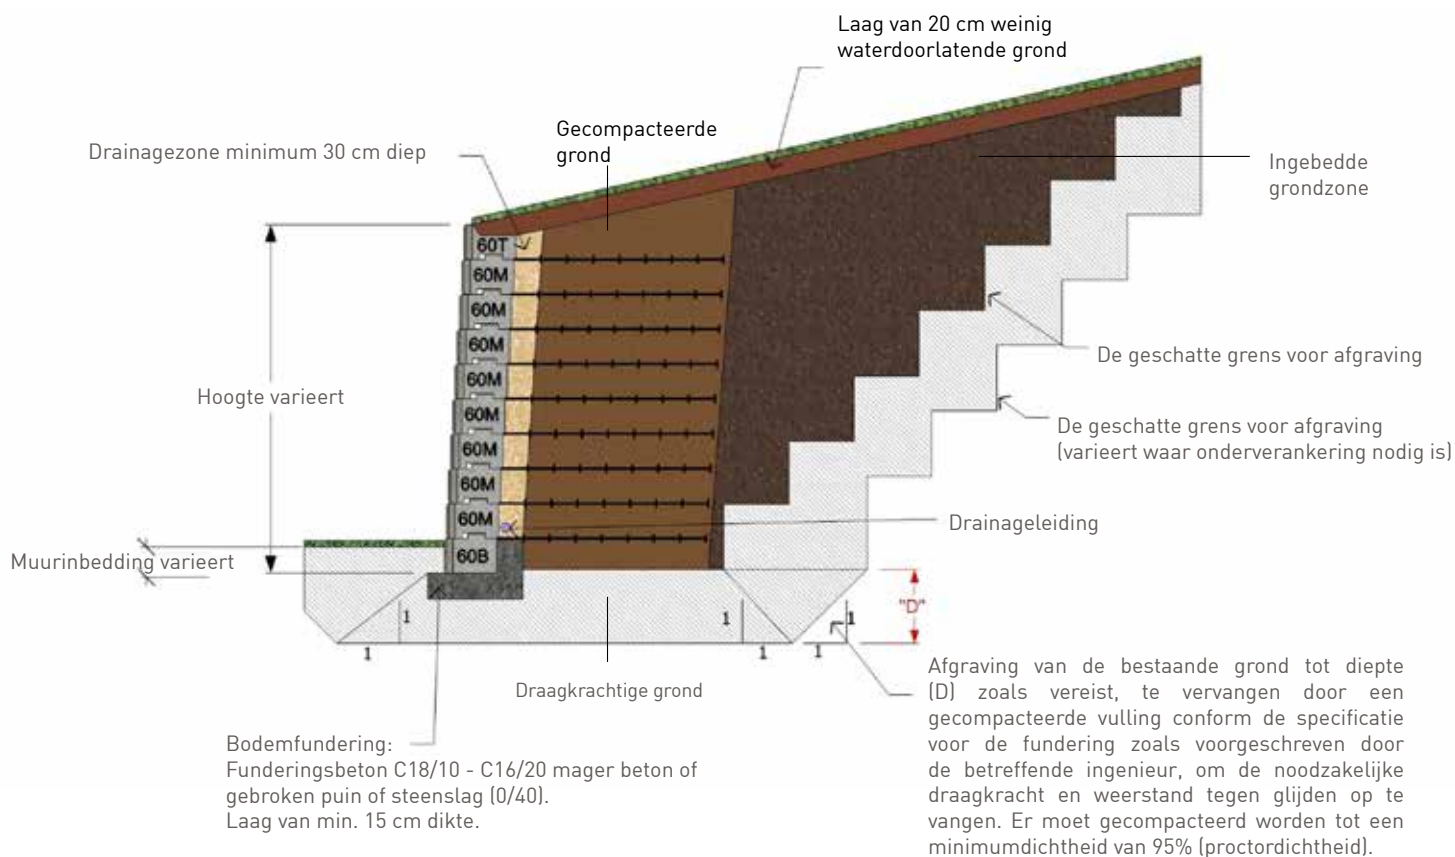 Laag van 20 cm weinig
waterdoorlatende grond
Gecompacteerde
grond
Drainagezone minimum 30 cm diep
Ingebedde
grondzone
60T
60M
60M
60M
60M
60M
60M
60M
60M
60B
Hoogte varieert
De geschatte grens voor afgraving
De geschatte grens voor afgraving
(varieert waar onderverankering nodig is)
Drainageleiding
Muurinbedding varieert
"D"
1
1
1
1
1
1
Draagkrachtige grond
Bodemfundering:
Funderingsbeton C18/10 - C16/20 mager beton of
gebroken puin of steenslag (0/40).
Laag van min. 15 cm dikte.
Afgraving van de bestaande grond tot diepte
(D) zoals vereist, te vervangen door een
gecompacteerde vulling conform de specificatie
voor de fundering zoals voorgeschreven door
de betreffende ingenieur, om de noodzakelijke
draagkracht en weerstand tegen glijden op te
vangen. Er moet gecompacteerd worden tot een
minimumdichtheid van 95% (proctordichtheid).